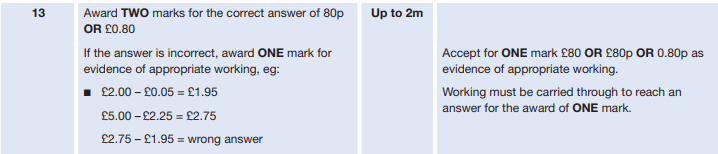 13
Award TWO marks for the correct answer of 80p
OR £0.80
If the answer is incorrect, award ONE mark for
evidence of appropriate working, eg:
■ £2.00 – £0.05 = £1.95
£5.00 – £2.25 = £2.75
£2.75 – £1.95 = wrong answer
Up to 2m
Accept for ONE mark £80 OR £80p OR 0.80p as
evidence of appropriate working.
Working must be carried through to reach an
answer for the award of ONE mark.